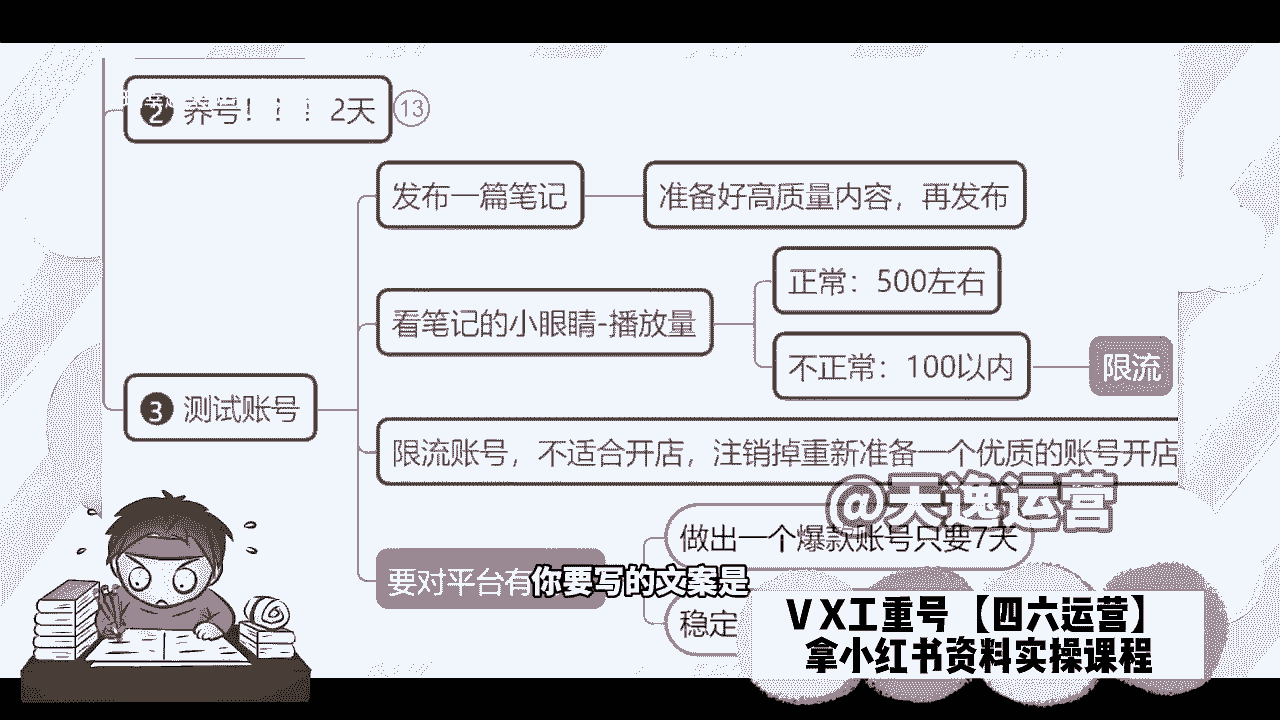 ❷ 养号！！！2天
13
发布一篇笔记
准备好高质量内容，再发布
正常：500左右
看笔记的小眼睛-播放量
不正常：100以内
限流
❸ 测试账号
限流账号，不适合开店，注销掉重新准备一个优质的账号开店
@天逸运营
做出一个爆款账号只要7天
要对平台有
你要写的文案是
稳定
VX工重号【四六运营】
拿小红书资料实操课程